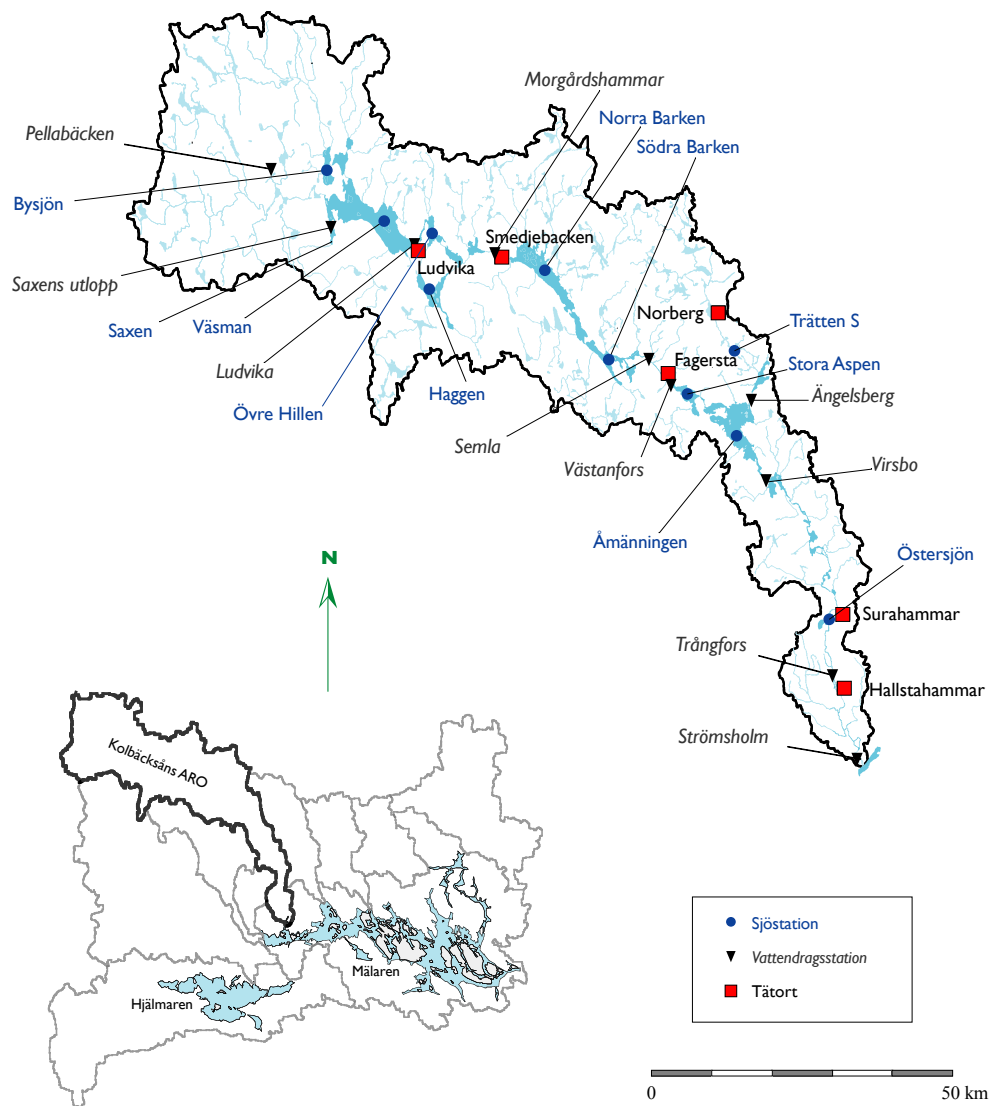 Morgårdshammar
Norra Barken
Södra Barken
Pellabäcken
Bysjön
Smedjebacken
Saxens utlopp
Ludvika
Norberg
Trätten S
Saxen
Väsman
Ludvika
Fagersta
Stora Aspen
Haggen
Ängelsberg
Övre Hillen
Semla
Västanfors
Virsbo
Åmänningen
N
Östersjön
Surahammar
Trångfors
Hallstahammar
Strömsholm
Kolbäcksåns ARO
Mälaren
Hjälmaren
Sjöstation
Vattendragsstation
Tätort
0 50 km